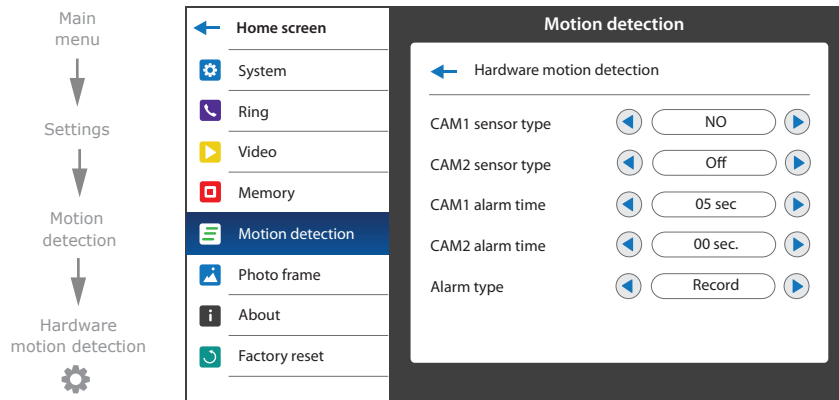 Main
menu
Settings
Motion
detection
Hardware
motion detection
Home screen
System
Ring
Video
Memory
Motion detection
Photo frame
About
Factory reset
Motion detection
Hardware motion detection
CAM1 sensor type NO
CAM2 sensor type Off
CAM1 alarm time 05 sec
CAM2 alarm time 00 sec.
Alarm type Record